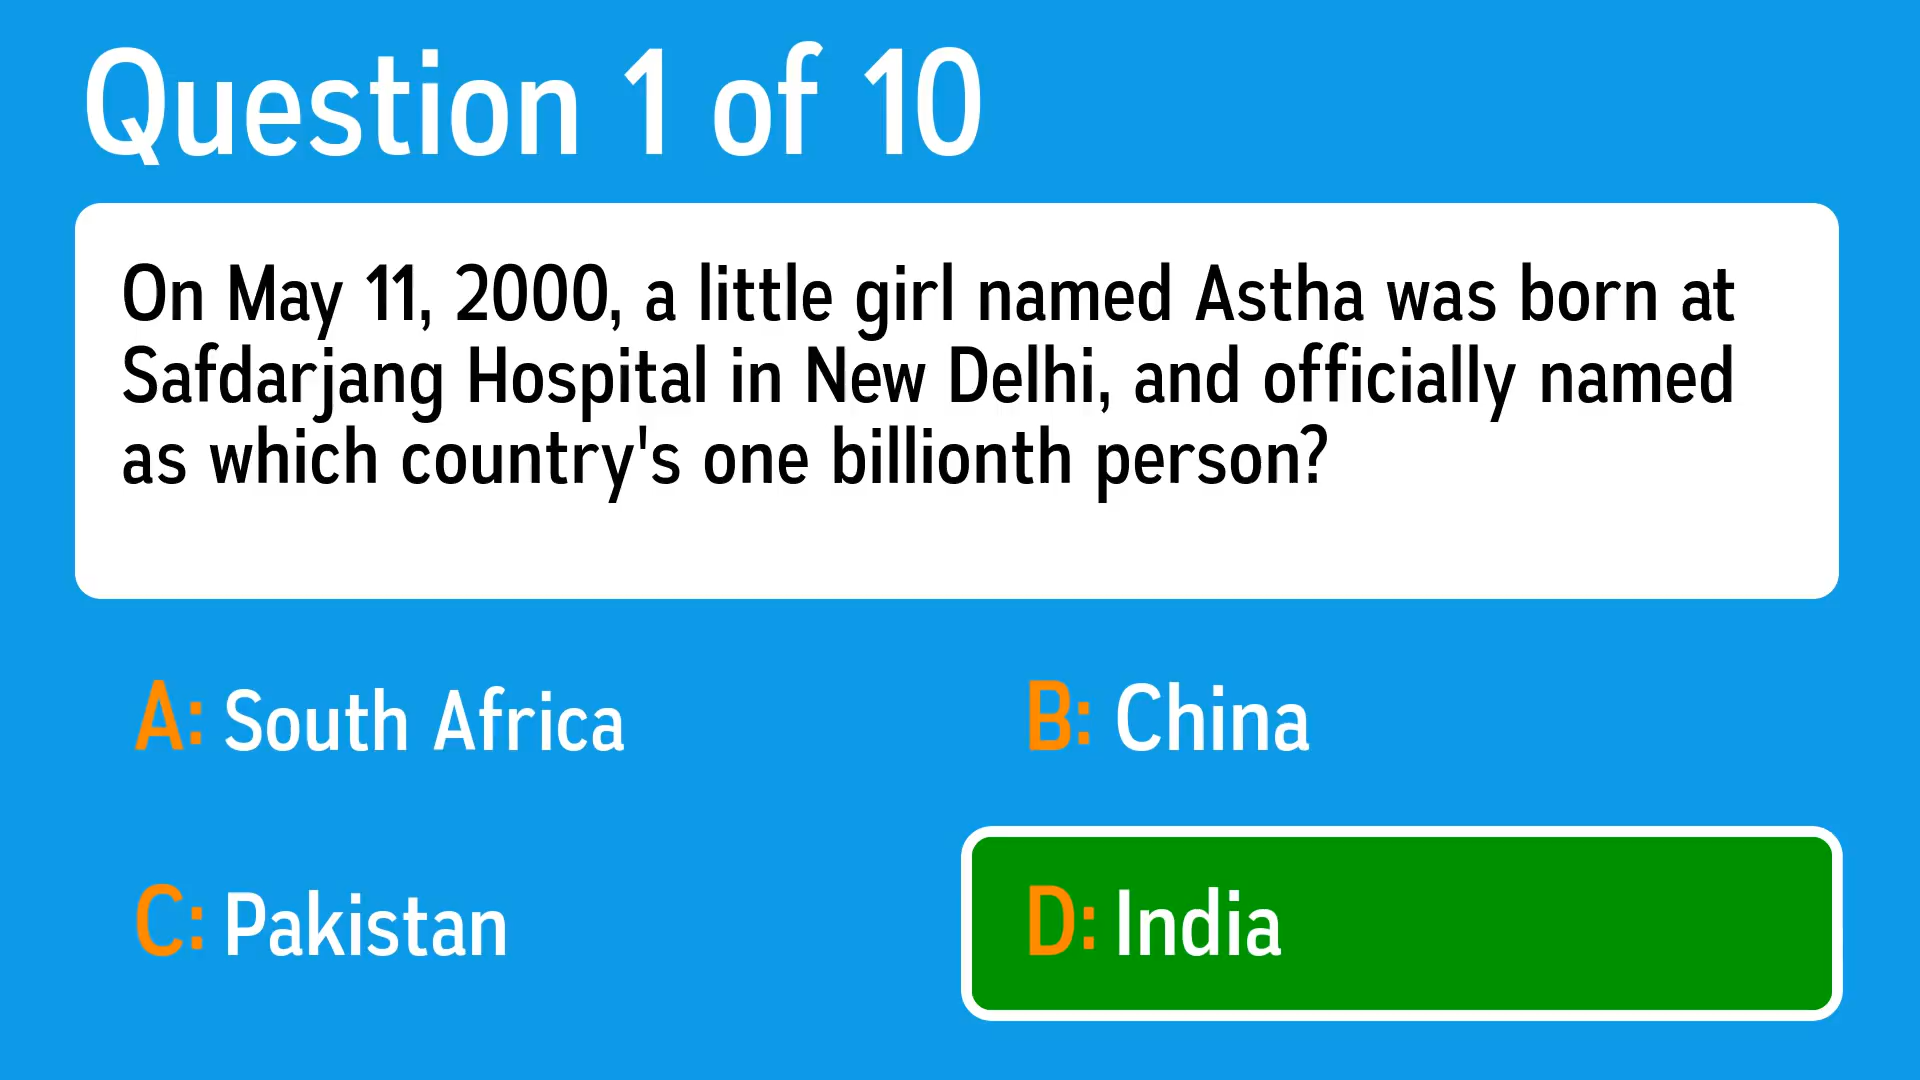 Question 1 of 10
On May 11, 2000, a little girl named Astha was born at
Safdarjang Hospital in New Delhi, and officially named
as which country's one billionth person?
A: South Africa
B: China
C: Pakistan
D: India